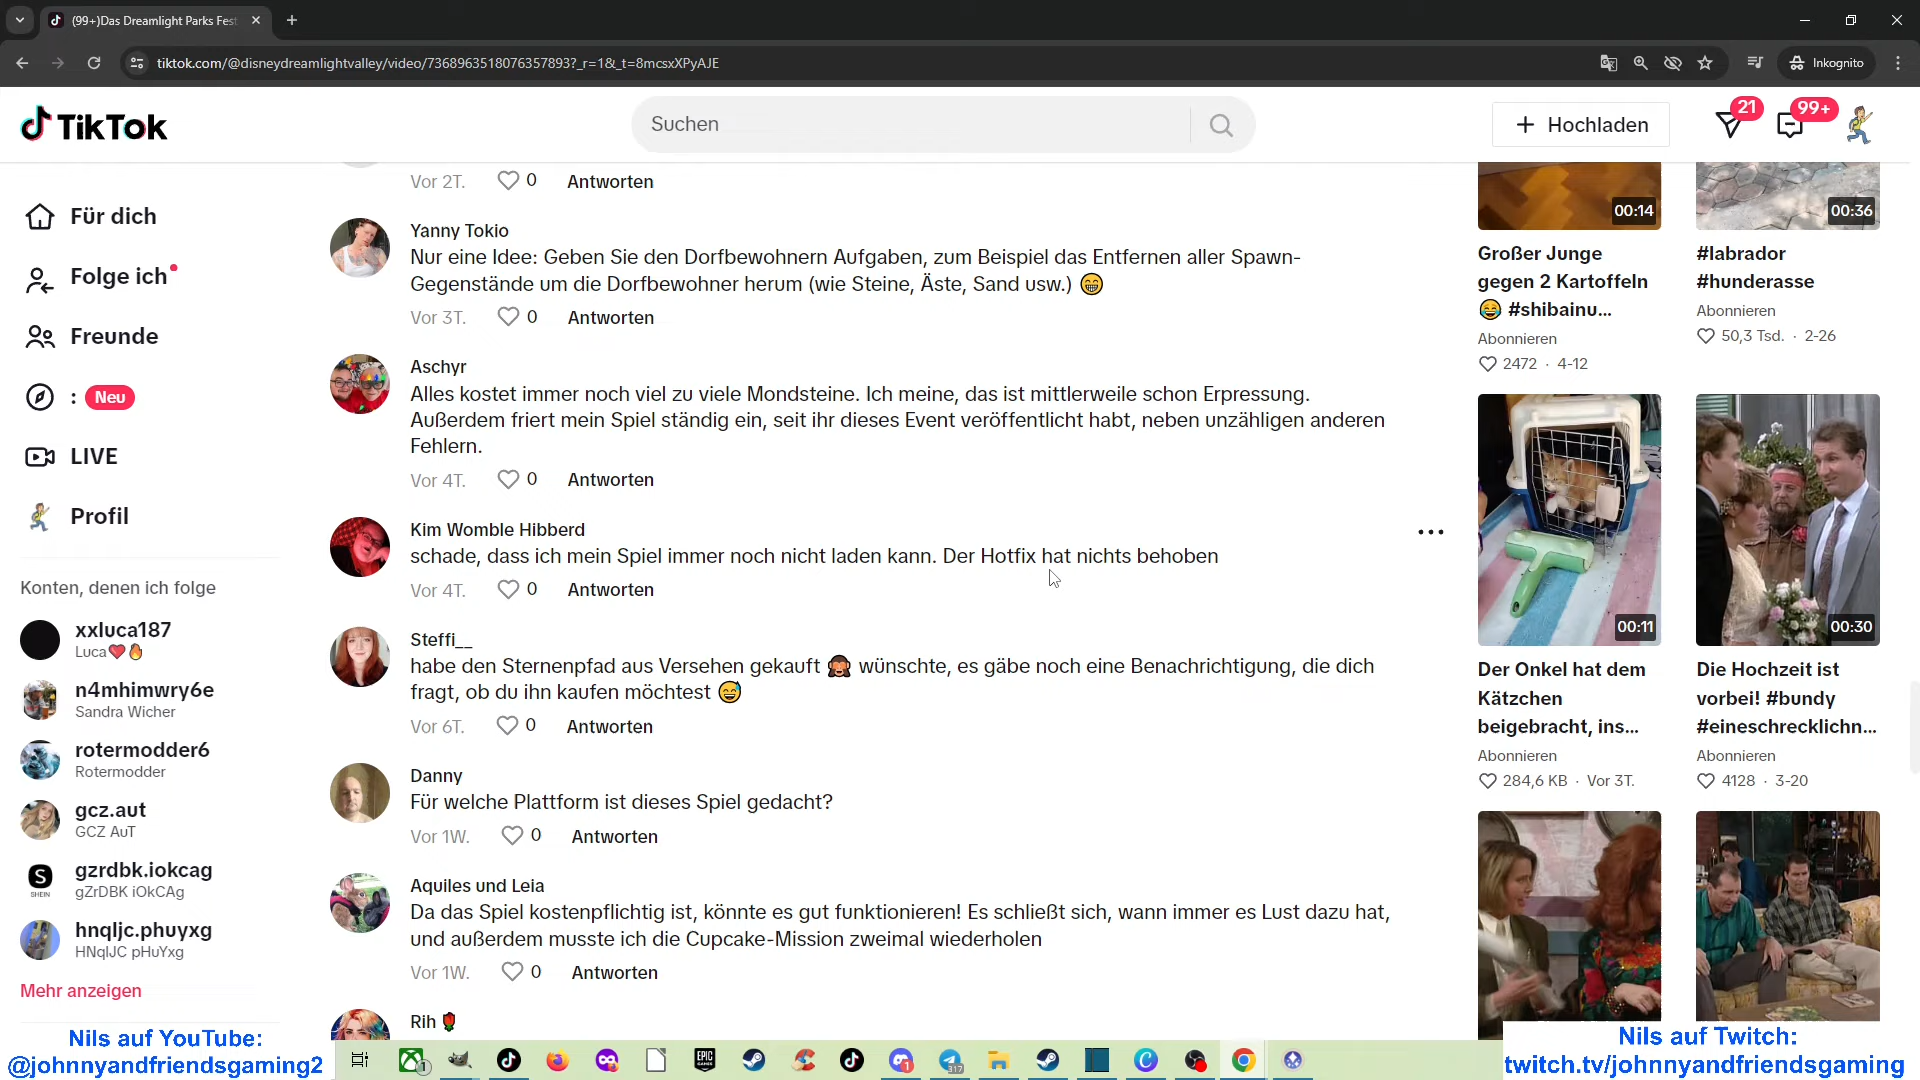 (99+)Das Dreamlight Parks Fest
tiktok.com/@disneydreamlightvalley/video/7368963518076357893?_r=1&_t=8mcsxXPyAJE
Inkognito
TikTok
Suchen
Hochladen
21
99+
Für dich
Folge ich
Freunde
: Neu
LIVE
Profil
Konten, denen ich folge
xxluca187
Luca❤️🔥
n4mhimwry6e
Sandra Wicher
rotermodder6
Rotermodder
gcz.aut
GCZ AuT
SHEIN
gzrdbk.iokcag
gZrDBK iOkCAg
hnqljc.phuyxg
HNqlJC pHuYxg
Mehr anzeigen
Vor 2T. 0 Antworten
Yanny Tokio
Nur eine Idee: Geben Sie den Dorfbewohnern Aufgaben, zum Beispiel das Entfernen aller Spawn-
Gegenstände um die Dorfbewohner herum (wie Steine, Äste, Sand usw.) 😁
Vor 3T. 0 Antworten
Aschyr
Alles kostet immer noch viel zu viele Mondsteine. Ich meine, das ist mittlerweile schon Erpressung.
Außerdem friert mein Spiel ständig ein, seit ihr dieses Event veröffentlicht habt, neben unzähligen anderen
Fehlern.
Vor 4T. 0 Antworten
Kim Womble Hibberd
schade, dass ich mein Spiel immer noch nicht laden kann. Der Hotfix hat nichts behoben
Vor 4T. 0 Antworten
Steffi__
habe den Sternenpfad aus Versehen gekauft 🙈 wünschte, es gäbe noch eine Benachrichtigung, die dich
fragt, ob du ihn kaufen möchtest 😅
Vor 6T. 0 Antworten
Danny
Für welche Plattform ist dieses Spiel gedacht?
Vor 1W. 0 Antworten
Aquiles und Leia
Da das Spiel kostenpflichtig ist, könnte es gut funktionieren! Es schließt sich, wann immer es Lust dazu hat,
und außerdem musste ich die Cupcake-Mission zweimal wiederholen
Vor 1W. 0 Antworten
Rih 🌹
00:14
Großer Junge
gegen 2 Kartoffeln
😂 #shibainu...
Abonnieren
2472 · 4-12
00:36
#labrador
#hunderasse
Abonnieren
50,3 Tsd. · 2-26
00:11
Der Onkel hat dem
Kätzchen
beigebracht, ins...
Abonnieren
284,6 KB · Vor 3T.
00:30
Die Hochzeit ist
vorbei! #bundy
#eineschrecklichn...
Abonnieren
4128 · 3-20
Nils auf YouTube:
@johnnyandfriendsgaming2
EPIC
317
Nils auf Twitch:
twitch.tv/johnnyandfriendsgaming